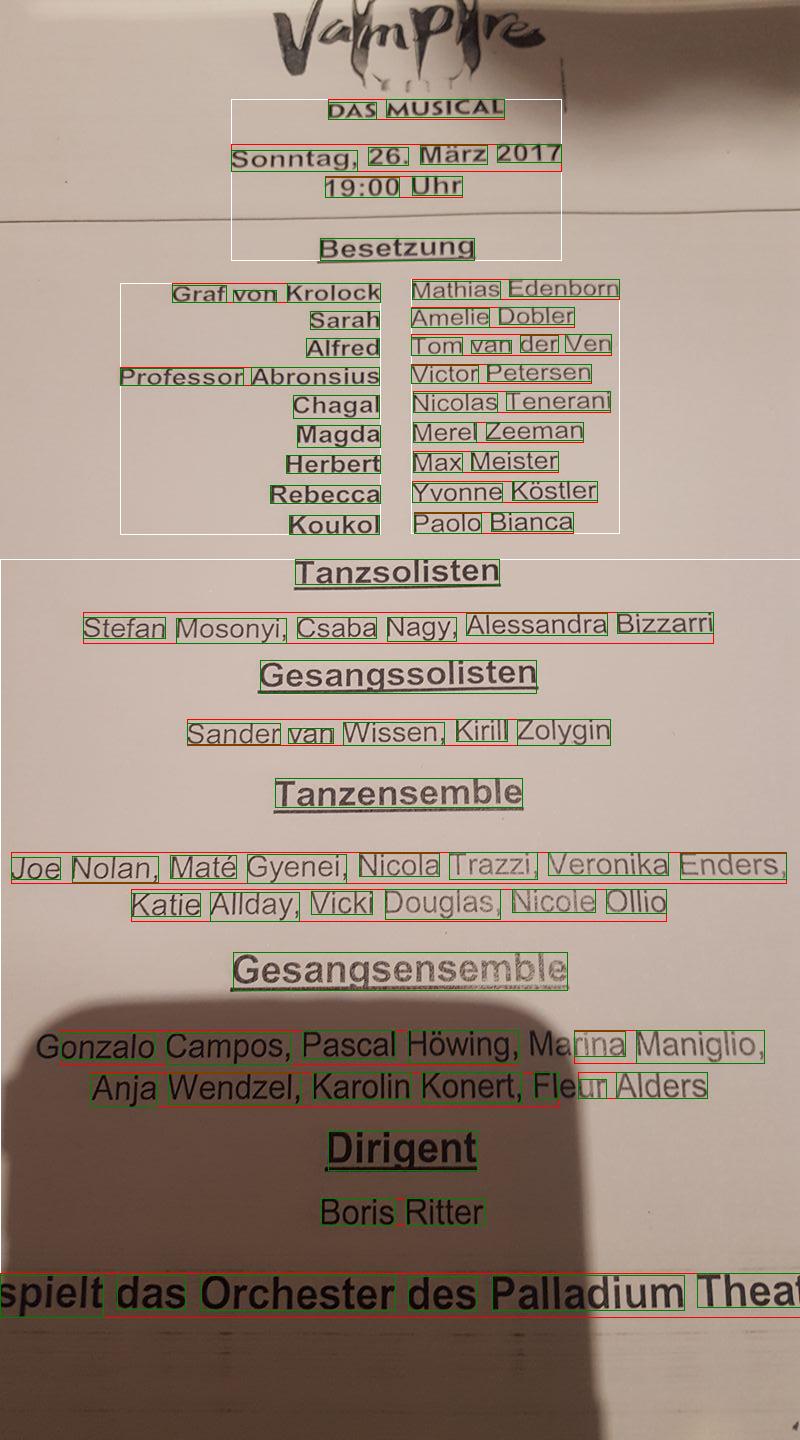 Vampire
DAS MUSICAL
Sonntag, 26. März 2017
19:00 Uhr
Besetzung
Graf von Krolock Mathias Edenborn
Sarah Amelie Dobler
Alfred Tom van der Ven
Professor Abronsius Victor Petersen
Chagal Nicolas Tenerani
Magda Merel Zeeman
Herbert Max Meister
Rebecca Yvonne Köstler
Koukol Paolo Bianca
Tanzsolisten
Stefan Mosonyi, Csaba Nagy, Alessandra Bizzarri
Gesangssolisten
Sander van Wissen, Kirill Zolygin
Tanzensemble
Joe Nolan, Maté Gyenei, Nicola Trazzi, Veronika Enders,
Katie Allday, Vicki Douglas, Nicole Ollio
Gesangsensemble
Gonzalo Campos, Pascal Höwing, Marina Maniglio,
Anja Wendzel, Karolin Konert, Fleur Alders
Dirigent
Boris Ritter
spielt das Orchester des Palladium Theat